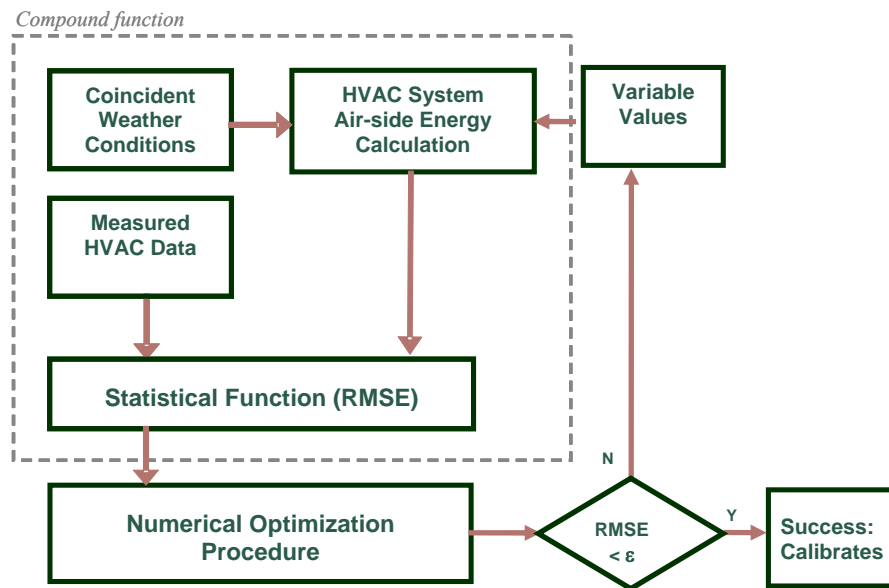 Compound function
Coincident
Weather
Conditions
HVAC System
Air-side Energy
Calculation
Variable
Values
Measured
HVAC Data
Statistical Function (RMSE)
N
Numerical Optimization
Procedure
RMSE
< ε
Y
Success:
Calibrates